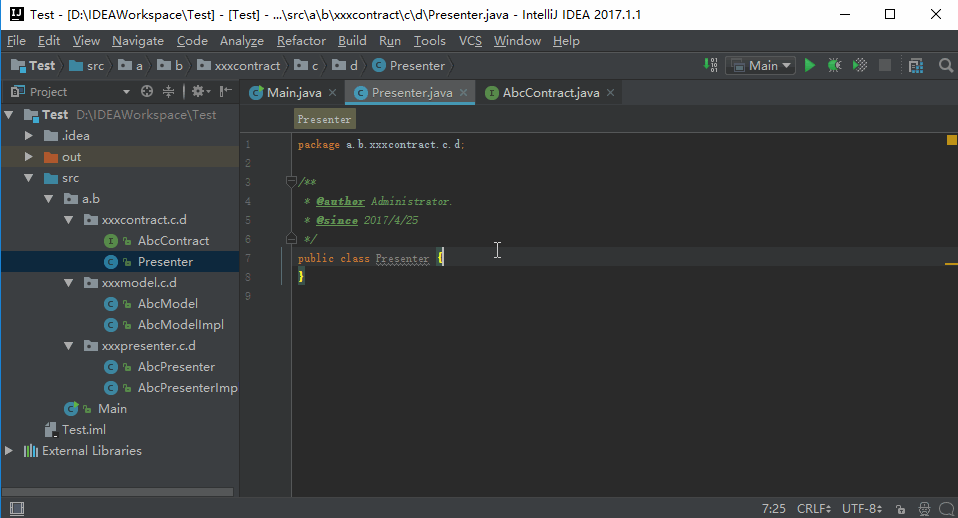 Test - [D:\IDEAWorkspace\Test] - [Test] - ...\src\a\b\xxxcontract\c\d\Presenter.java - IntelliJ IDEA 2017.1.1
File Edit View Navigate Code Analyze Refactor Build Run Tools VCS Window Help
Test src a b xxxcontract c d Presenter Main
Project Main.java Presenter.java AbcContract.java
Presenter
Test D:\IDEAWorkspace\Test
.idea
out
src
a.b
xxxcontract.c.d
AbcContract
Presenter
xxxmodel.c.d
AbcModel
AbcModelImpl
xxxpresenter.c.d
AbcPresenter
AbcPresenterImp
Main
Test.iml
External Libraries
1 package a.b.xxxcontract.c.d;
2
3 /**
4 * @author Administrator.
5 * @since 2017/4/25
6 */
7 public class Presenter {
8 }
9
7:25 CRLF UTF-8